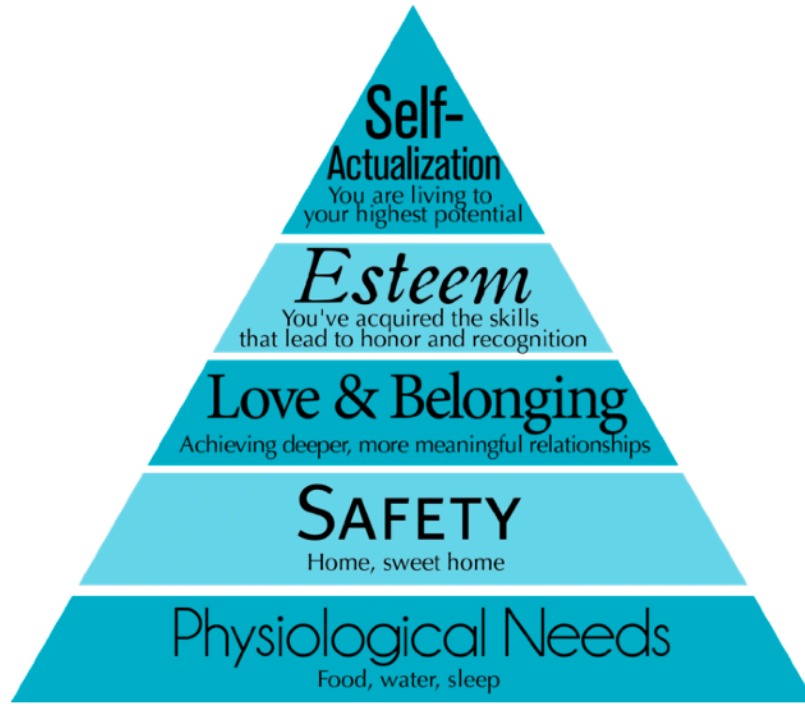 Self-
Actualization
You are living to
your highest potential
Esteem
You've acquired the skills
that lead to honor and recognition
Love & Belonging
Achieving deeper, more meaningful relationships
SAFETY
Home, sweet home
Physiological Needs
Food, water, sleep